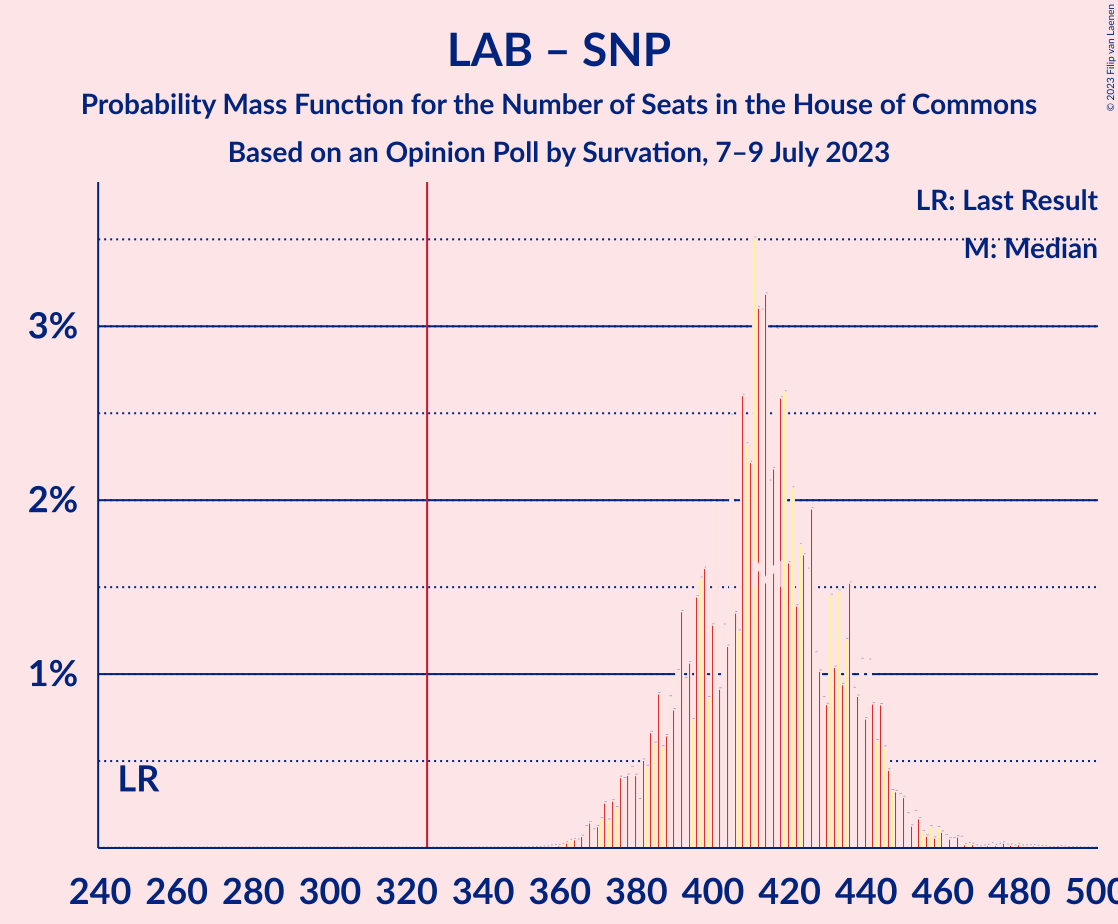 LAB – SNP
Probability Mass Function for the Number of Seats in the House of Commons
Based on an Opinion Poll by Survation, 7–9 July 2023
© 2023 Filip van Laenen
LR: Last Result
M: Median
3%
2%
1%
LR
240 260 280 300 320 340 360 380 400 420 440 460 480 500